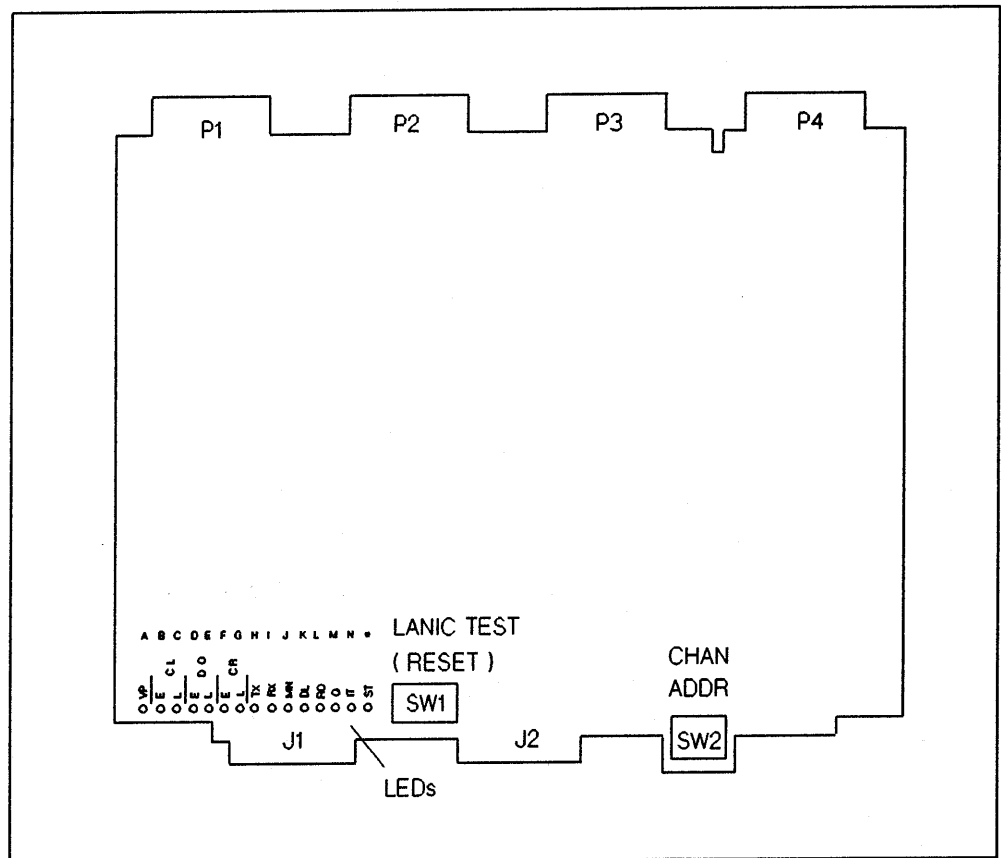 P1 P2 P3 P4
A B C D E F G H I J K L M N *
LANIC TEST
( RESET )
CL DO CR
VP E L E L E L TX RX MN DL RO G IT ST
SW1
CHAN
ADDR
SW2
J1 J2
LEDs